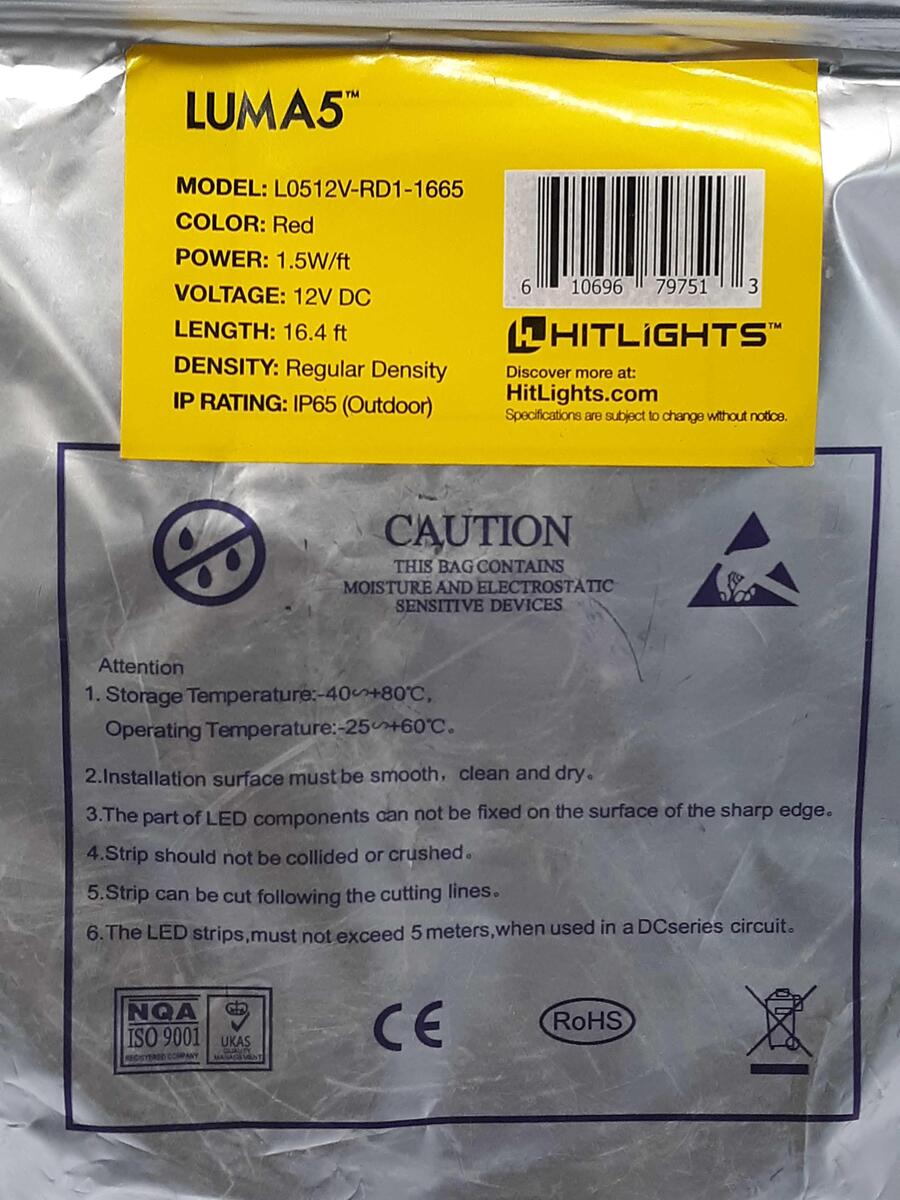 LUMA5™
MODEL: L0512V-RD1-1665
COLOR: Red
POWER: 1.5W/ft
VOLTAGE: 12V DC
LENGTH: 16.4 ft
DENSITY: Regular Density
IP RATING: IP65 (Outdoor)
6 10696 79751 3
HITLiGHTS™
Discover more at:
HitLights.com
Specifications are subject to change without notice.
CAUTION
THIS BAG CONTAINS
MOISTURE AND ELECTROSTATIC
SENSITIVE DEVICES
Attention
1. Storage Temperature:-40∽+80℃,
Operating Temperature:-25∽+60℃。
2.Installation surface must be smooth, clean and dry。
3.The part of LED components can not be fixed on the surface of the sharp edge。
4.Strip should not be collided or crushed。
5.Strip can be cut following the cutting lines。
6.The LED strips,must not exceed 5 meters,when used in a DCseries circuit。
NQA
ISO 9001
REGISTERED COMPANY
UKAS
QUALITY
MANAGEMENT
CE
RoHS